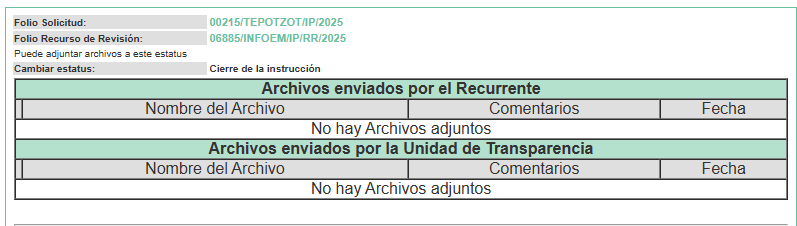 Folio Solicitud: 00215/TEPOTZOT/IP/2025
Folio Recurso de Revisión: 06885/INFOEM/IP/RR/2025
Puede adjuntar archivos a este estatus
Cambiar estatus: Cierre de la instrucción
Archivos enviados por el Recurrente
Nombre del Archivo Comentarios Fecha
No hay Archivos adjuntos
Archivos enviados por la Unidad de Transparencia
Nombre del Archivo Comentarios Fecha
No hay Archivos adjuntos